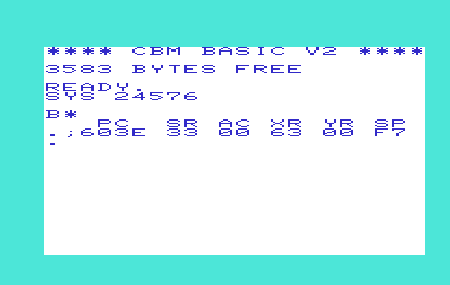 **** CBM BASIC V2 ****
3583 BYTES FREE
READY.
SYS 24576
B*
PC SR AC XR YR SP
.;603E 33 00 63 00 F7
.